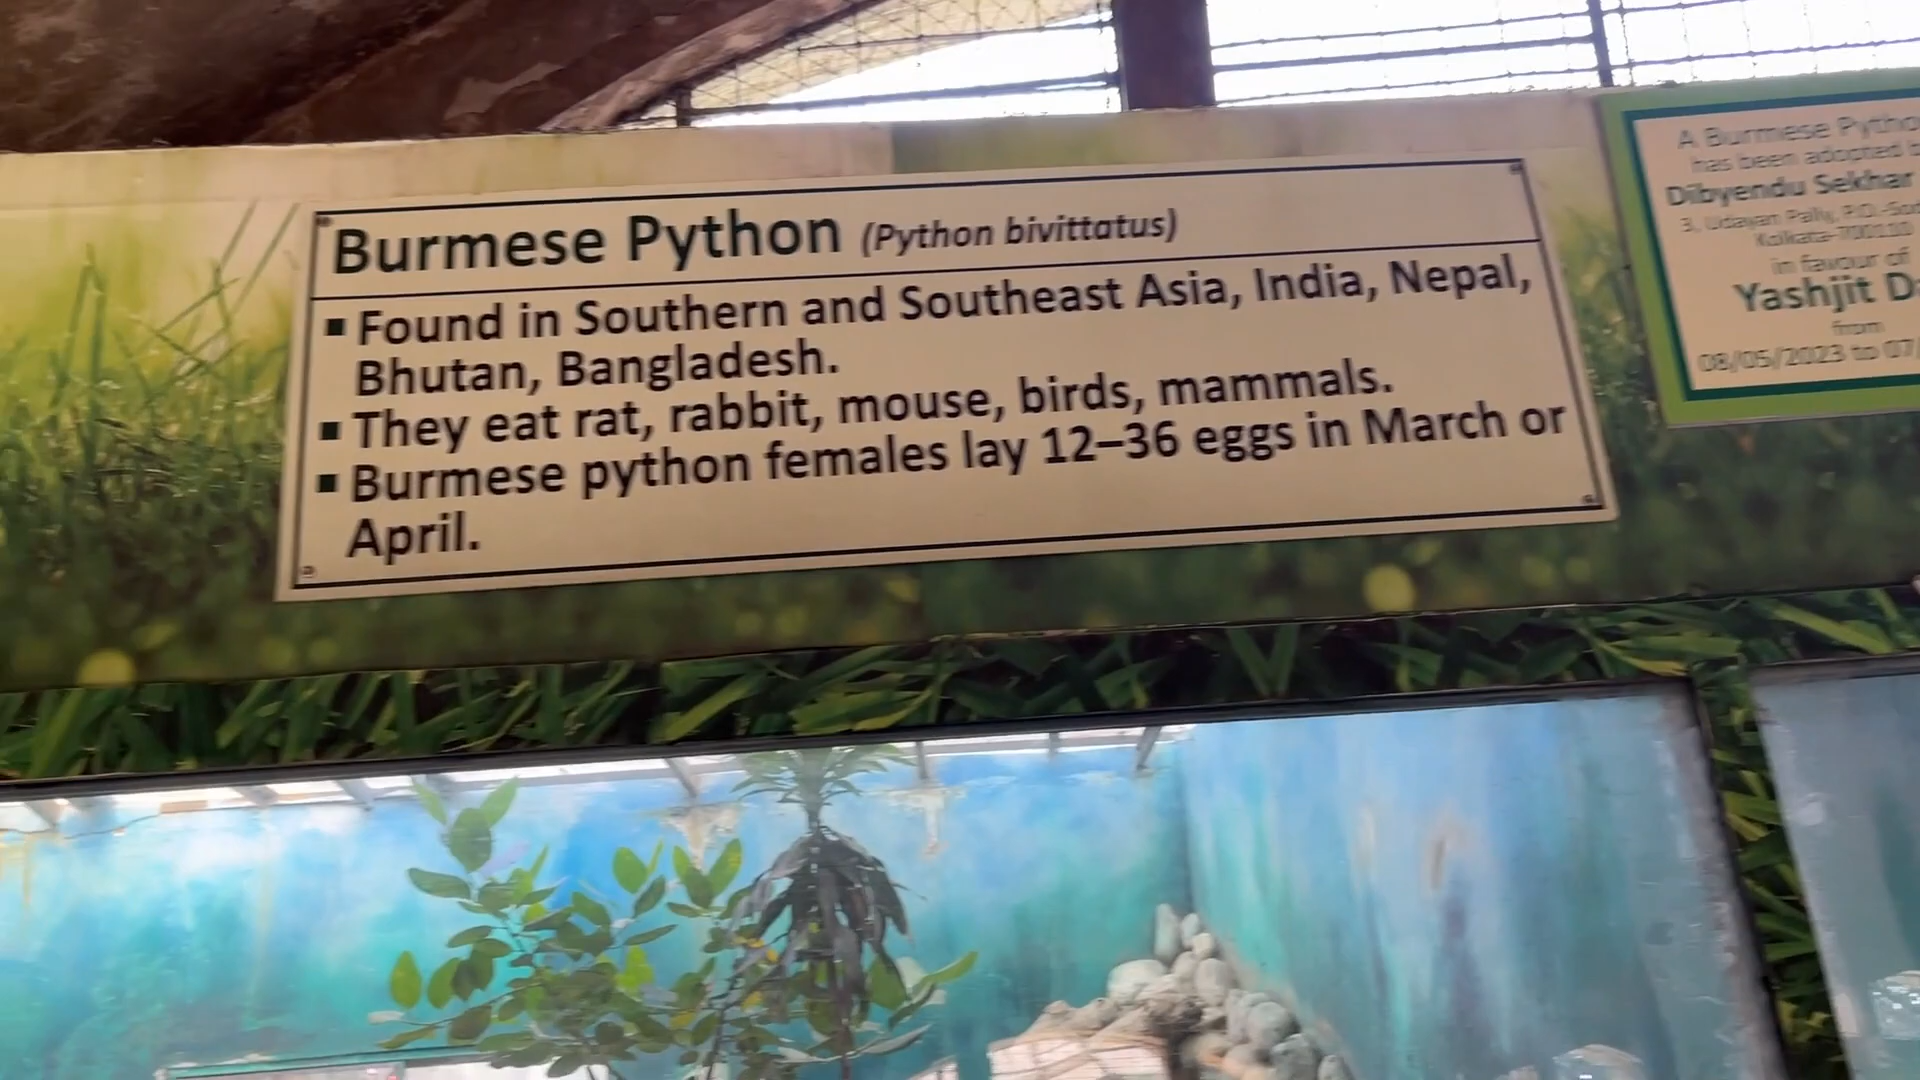 Burmese Python (Python bivittatus)
▪ Found in Southern and Southeast Asia, India, Nepal,
Bhutan, Bangladesh.
▪ They eat rat, rabbit, mouse, birds, mammals.
▪ Burmese python females lay 12–36 eggs in March or
April.
A Burmese Pytho
has been adopted b
Dibyendu Sekhar
3, Udayan Pally, P.O.-Sod
Kolkata-700110
in favour of
Yashjit D
from
08/05/2023 to 07/